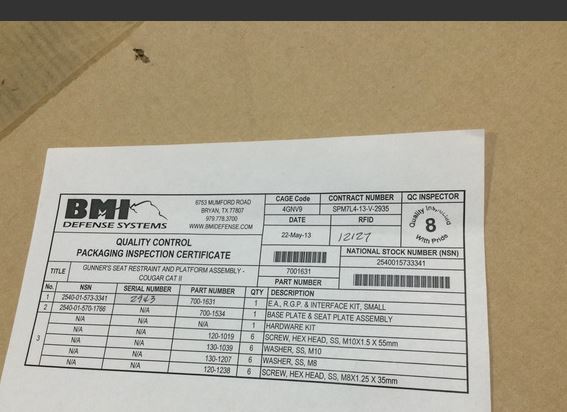 BMI
DEFENSE SYSTEMS
6753 MUMFORD ROAD
BRYAN, TX 77807
979.778.3700
WWW.BMIDEFENSE.COM
QUALITY CONTROL
PACKAGING INSPECTION CERTIFICATE
CAGE Code CONTRACT NUMBER QC INSPECTOR
4GNV9 SPM7L4-13-V-2935
DATE RFID
22-May-13 12127
Quality Inspected
8
With Pride
NATIONAL STOCK NUMBER (NSN)
2540015733341
7001631
PART NUMBER
TITLE GUNNER'S SEAT RESTRAINT AND PLATFORM ASSEMBLY -
COUGAR CAT II
No. NSN SERIAL NUMBER PART NUMBER QTY DESCRIPTION
1 2540-01-573-3341 2963 700-1631 1 E.A., R.G.P. & INTERFACE KIT, SMALL
2 2540-01-570-1766 N/A 700-1534 1 BASE PLATE & SEAT PLATE ASSEMBLY
3
N/A N/A 1 HARDWARE KIT
N/A N/A 120-1019 6 SCREW, HEX HEAD, SS, M10X1.5 X 55mm
N/A N/A 130-1039 6 WASHER, SS, M10
N/A N/A 130-1207 6 WASHER, SS, M8
N/A N/A 120-1238 6 SCREW, HEX HEAD, SS, M8X1.25 X 35mm